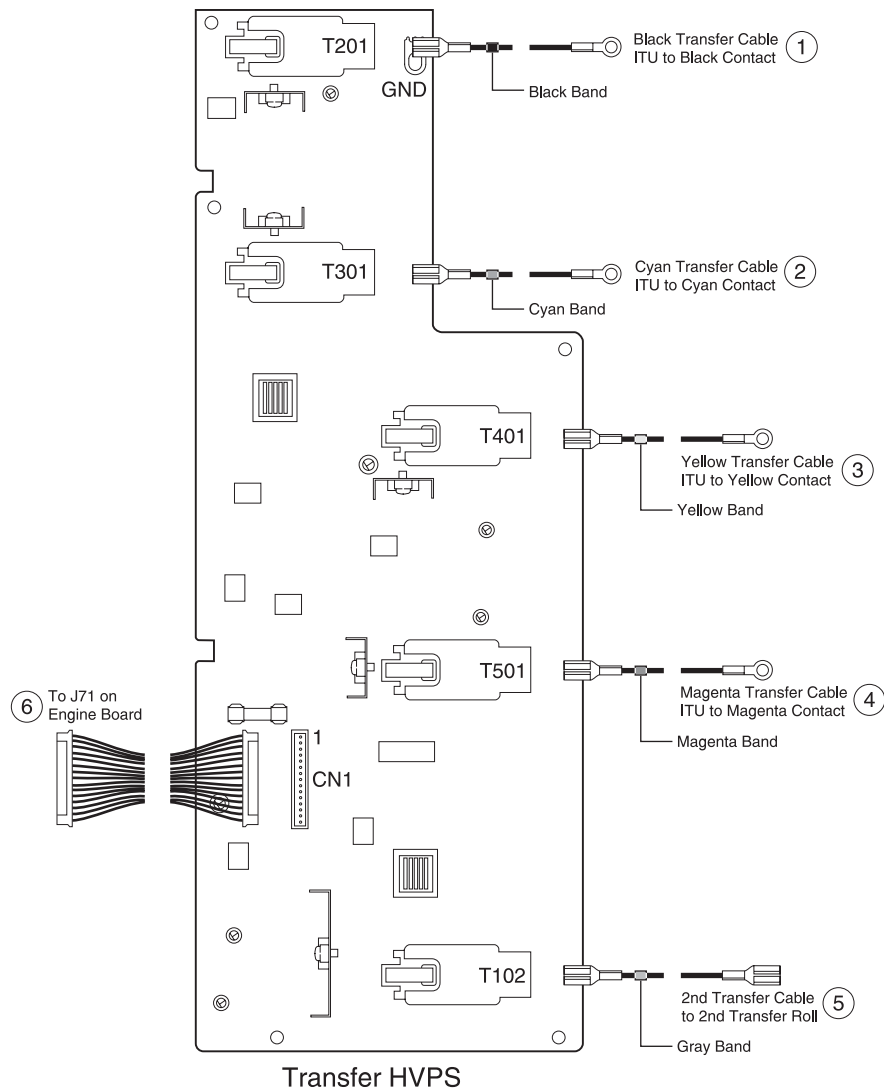 T201
GND
Black Transfer Cable
ITU to Black Contact
1
Black Band
T301
Cyan Transfer Cable
ITU to Cyan Contact
2
Cyan Band
T401
Yellow Transfer Cable
ITU to Yellow Contact
3
Yellow Band
T501
Magenta Transfer Cable
ITU to Magenta Contact
4
Magenta Band
6
To J71 on
Engine Board
1
CN1
T102
2nd Transfer Cable
to 2nd Transfer Roll
5
Gray Band
Transfer HVPS